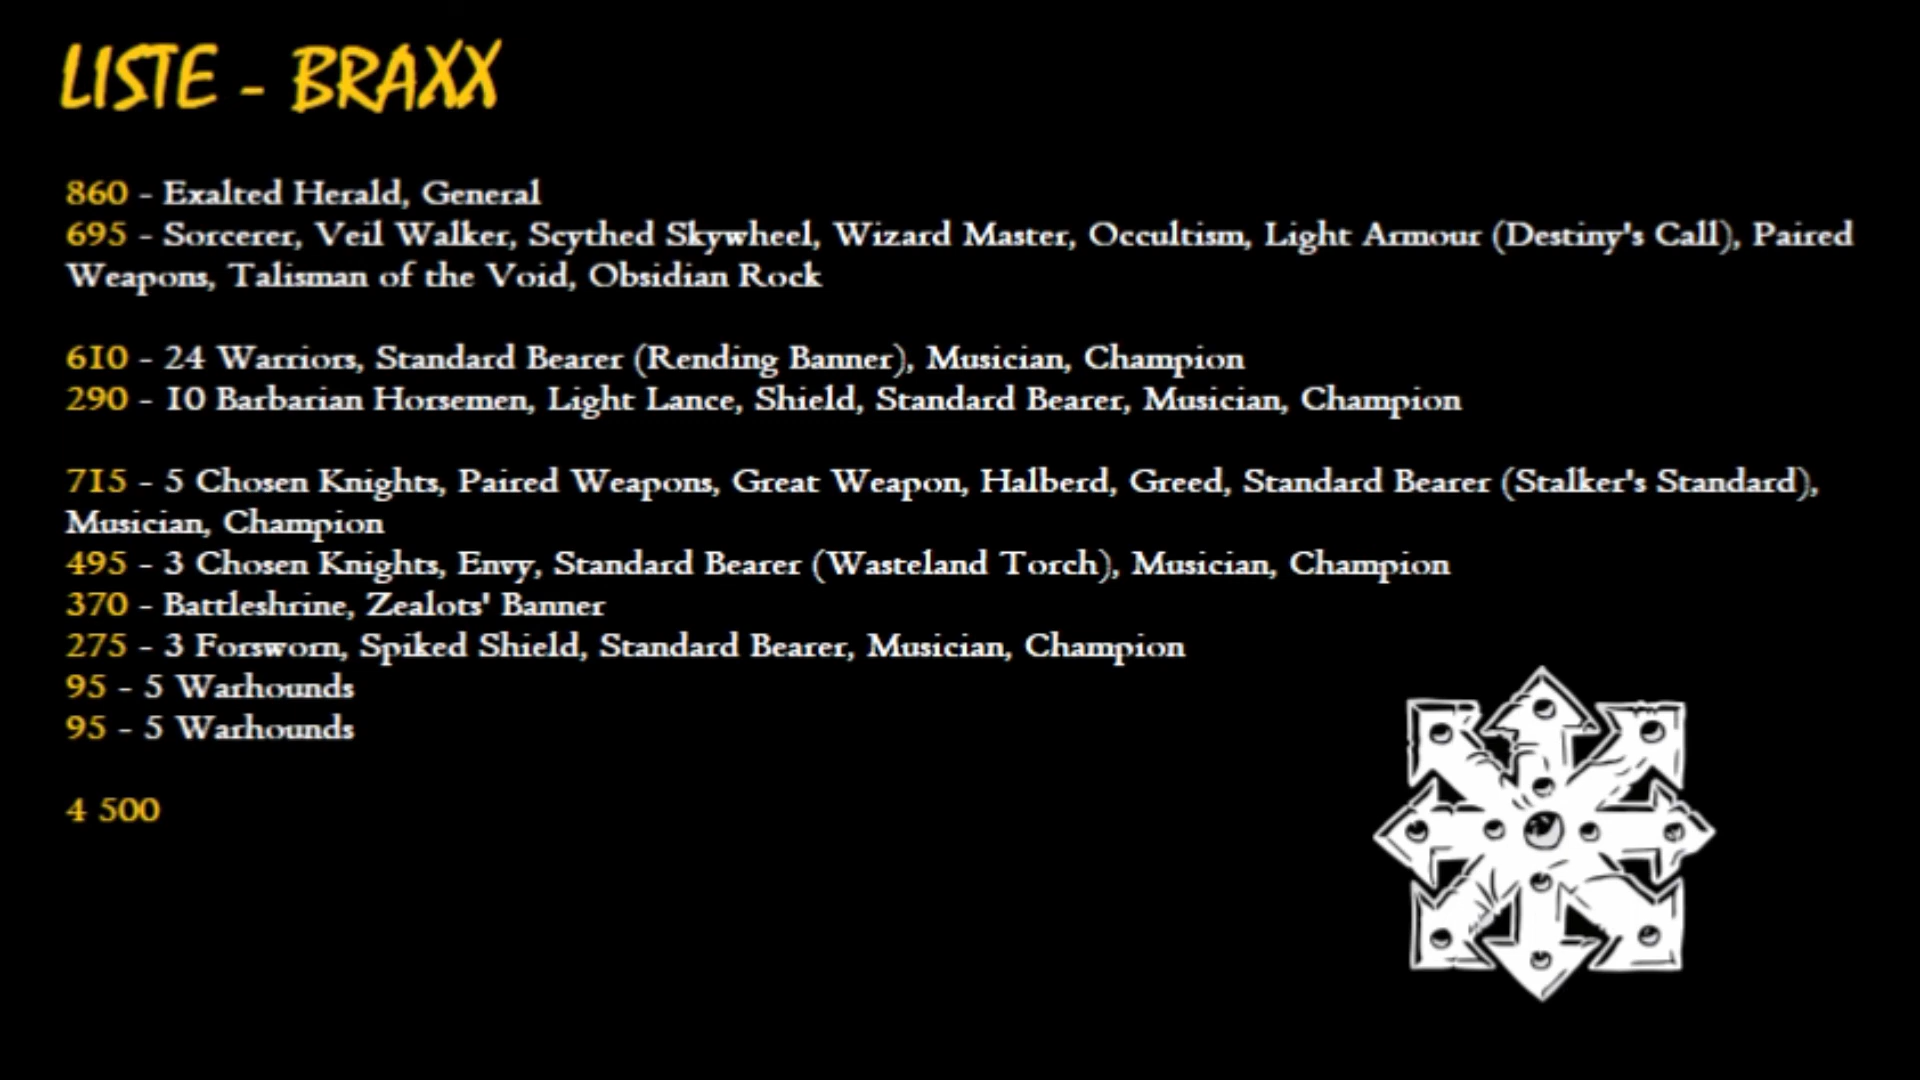 LISTE - BRAXX
860 - Exalted Herald, General
695 - Sorcerer, Veil Walker, Scythed Skywheel, Wizard Master, Occultism, Light Armour (Destiny's Call), Paired
Weapons, Talisman of the Void, Obsidian Rock
610 - 24 Warriors, Standard Bearer (Rending Banner), Musician, Champion
290 - 10 Barbarian Horsemen, Light Lance, Shield, Standard Bearer, Musician, Champion
715 - 5 Chosen Knights, Paired Weapons, Great Weapon, Halberd, Greed, Standard Bearer (Stalker's Standard),
Musician, Champion
495 - 3 Chosen Knights, Envy, Standard Bearer (Wasteland Torch), Musician, Champion
370 - Battleshrine, Zealots' Banner
275 - 3 Forsworn, Spiked Shield, Standard Bearer, Musician, Champion
95 - 5 Warhounds
95 - 5 Warhounds
4 500